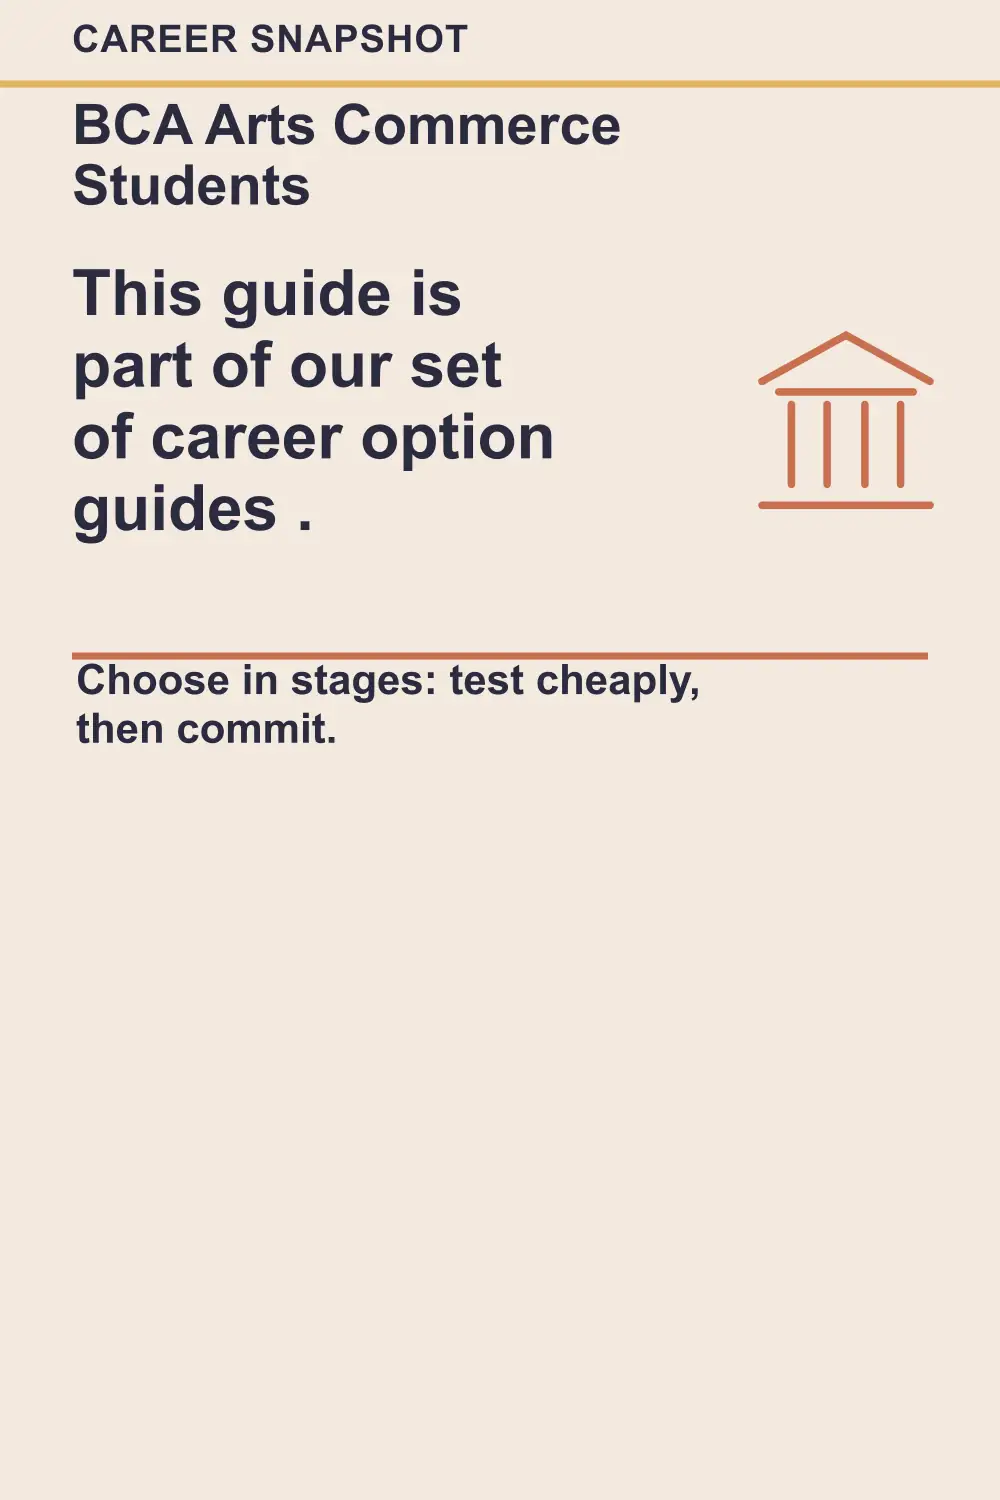 CAREER SNAPSHOT
BCA Arts Commerce
Students
This guide is
part of our set
of career option
guides .
Choose in stages: test cheaply,
then commit.